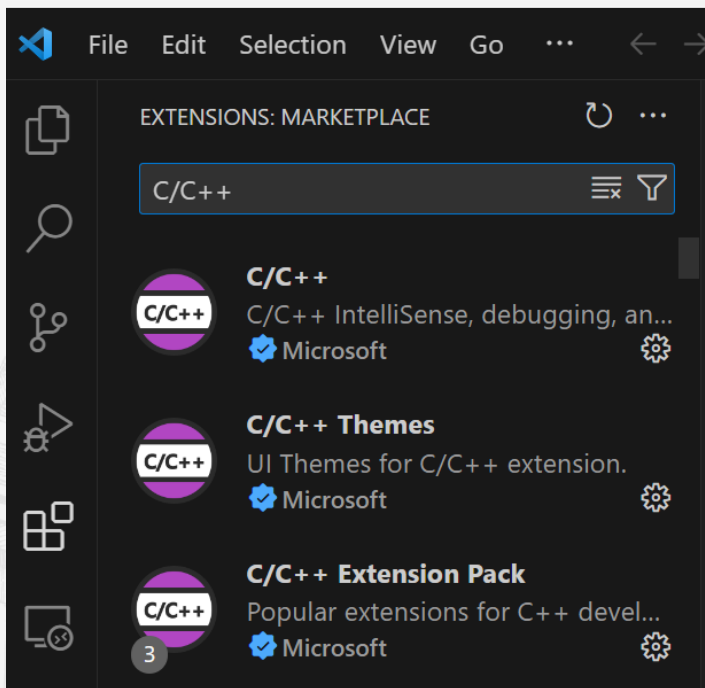 File Edit Selection View Go ...
EXTENSIONS: MARKETPLACE
C/C++
C/C++
C/C++
C/C++ IntelliSense, debugging, an...
Microsoft
C/C++
C/C++ Themes
UI Themes for C/C++ extension.
Microsoft
C/C++
C/C++ Extension Pack
Popular extensions for C++ devel...
3
Microsoft